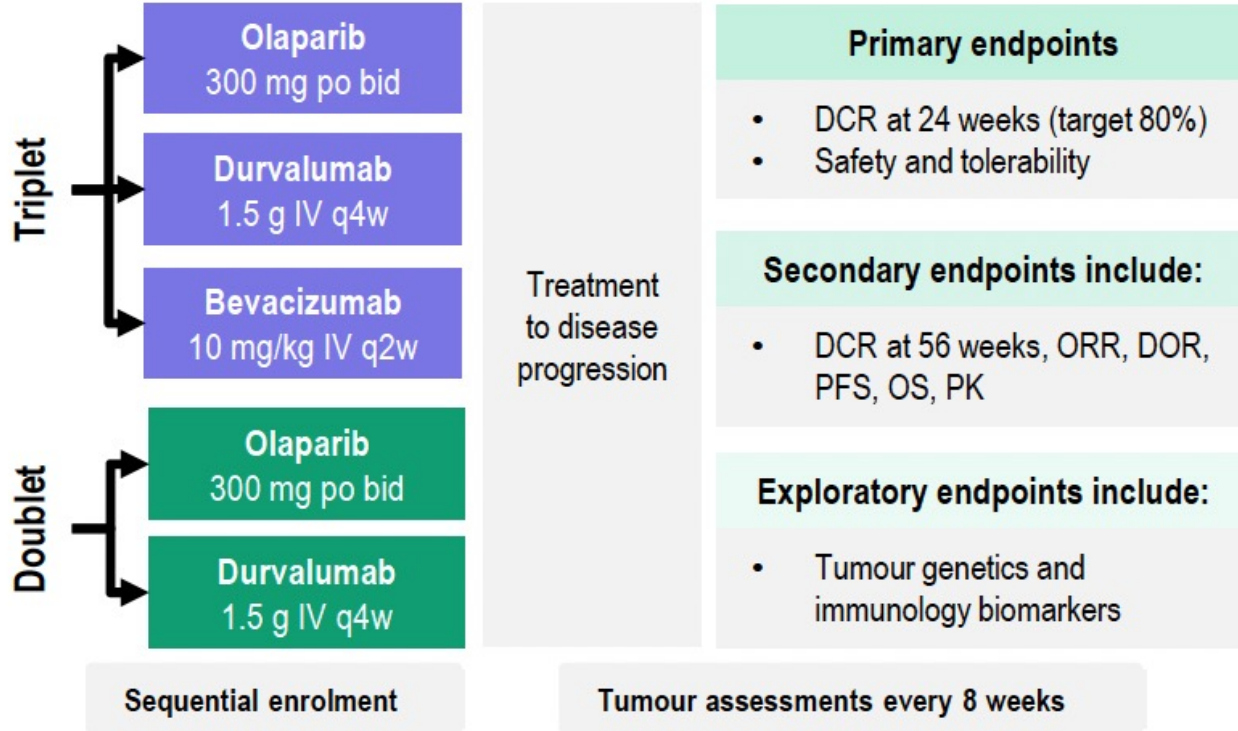 Triplet
Olaparib
300 mg po bid
Durvalumab
1.5 g IV q4w
Bevacizumab
10 mg/kg IV q2w
Doublet
Olaparib
300 mg po bid
Durvalumab
1.5 g IV q4w
Sequential enrolment
Treatment
to disease
progression
Primary endpoints
• DCR at 24 weeks (target 80%)
• Safety and tolerability
Secondary endpoints include:
• DCR at 56 weeks, ORR, DOR,
PFS, OS, PK
Exploratory endpoints include:
• Tumour genetics and
immunology biomarkers
Tumour assessments every 8 weeks